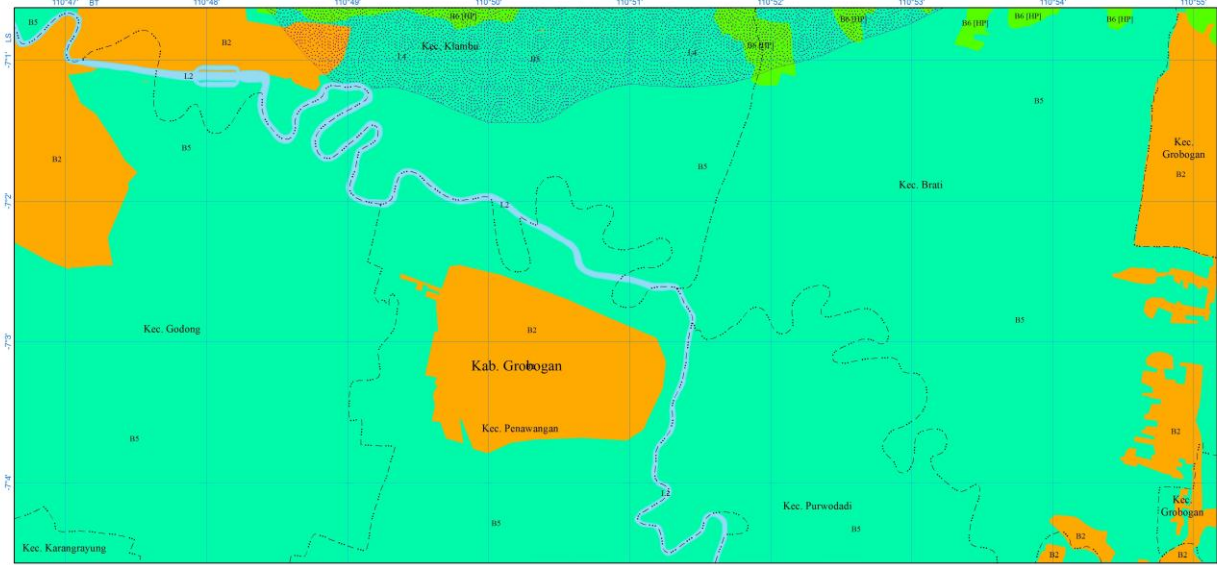 110°47' BT 110°48' 110°49' 110°50' 110°51' 110°52' 110°53' 110°54' 110°55'
LS
B5
B2
B6 [HP]
B6 [HP]
B6 [HP]
B6 [HP]
B6 [HP]
Kec. Klambu
B6 [HP]
L4
L4
-7°1'
L2
B5
B5
Kec.
Grobogan
B2
B5
B2
B5
Kec. Brati
-7°2'
L2
B5
Kec. Godong
B2
-7°3'
Kab. Grobogan
Kec. Penawangan
B2
B5
-7°4'
L2
Kec. Purwodadi
Kec.
Grobogan
B5
B5
B2
Kec. Karangrayung
B2
B2